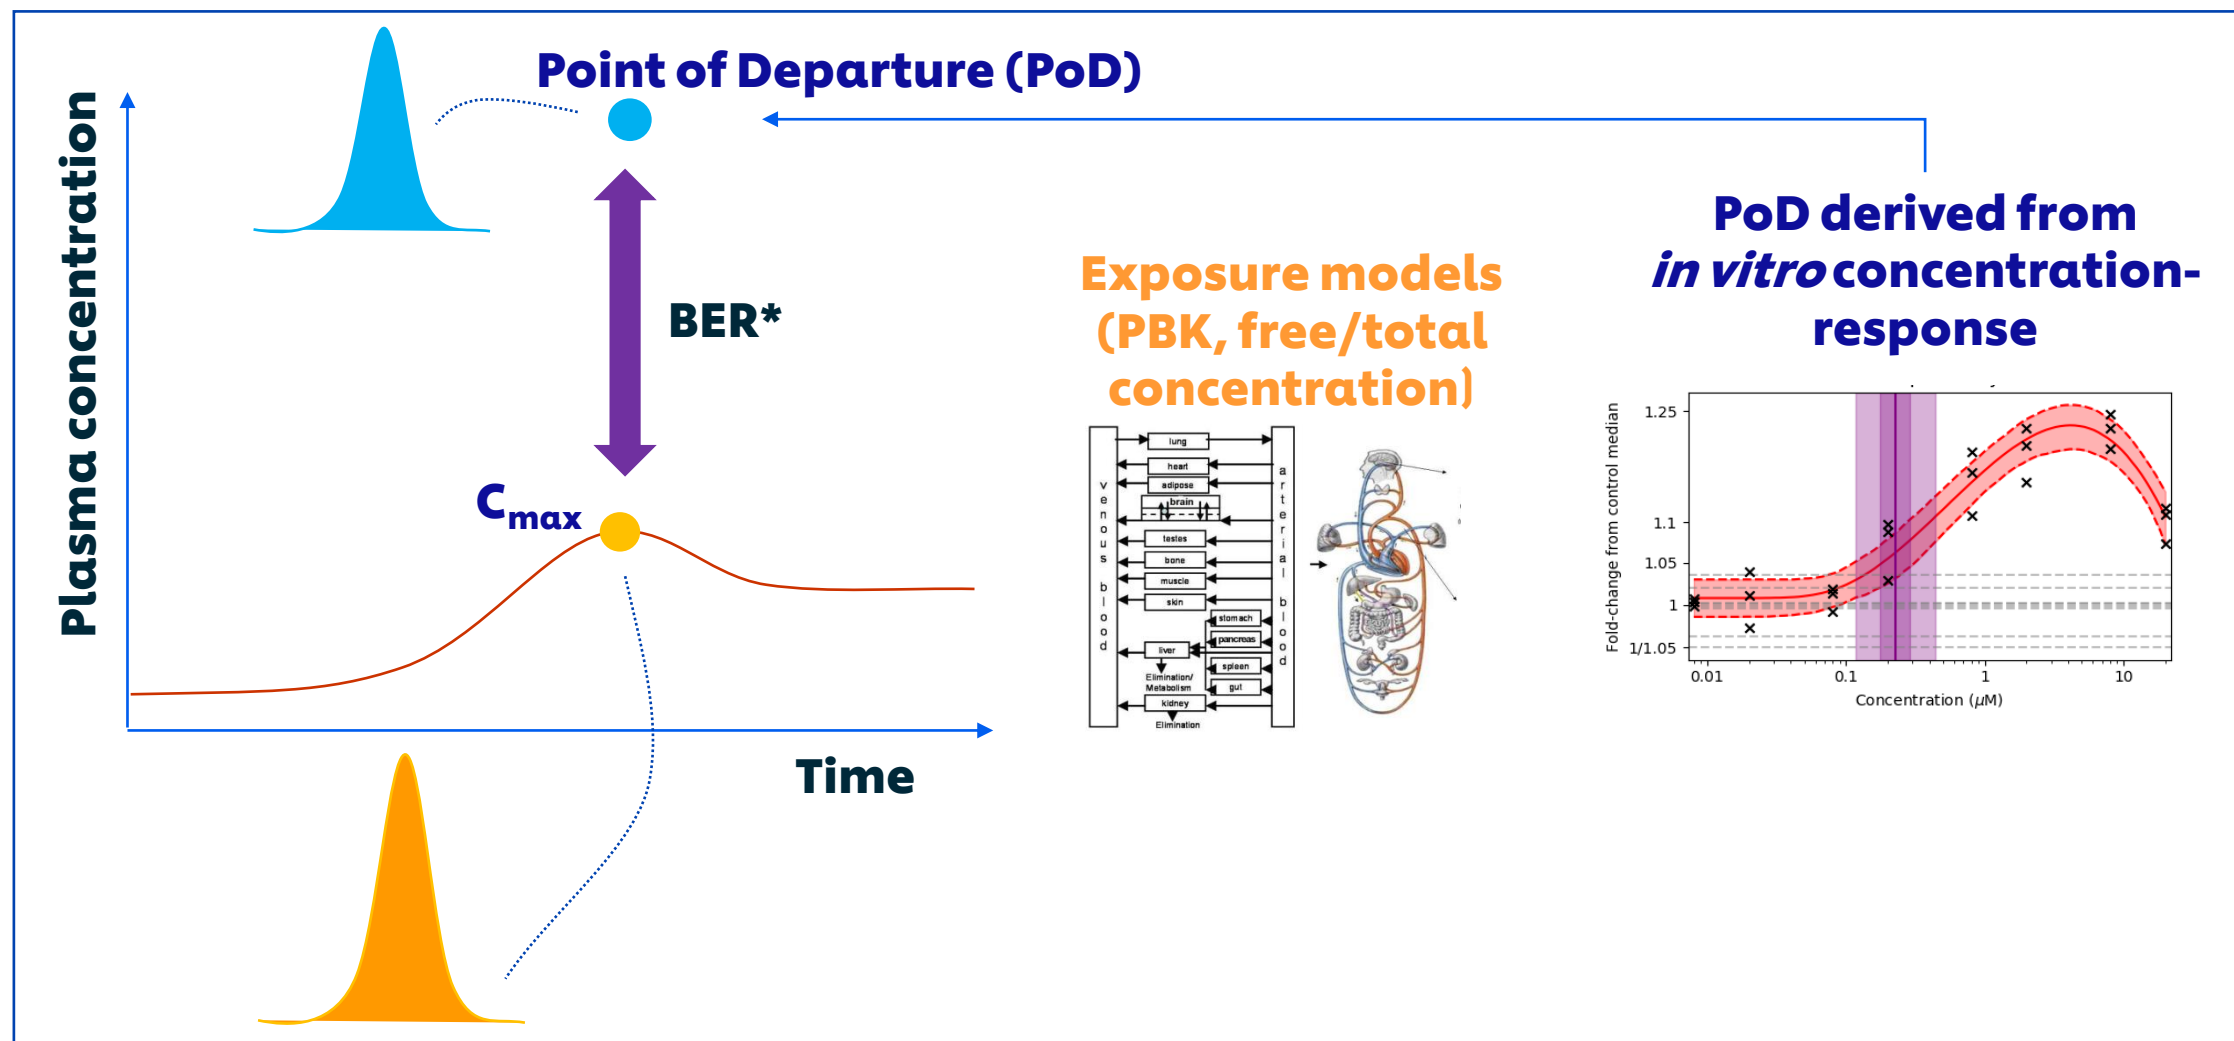 Point of Departure (PoD)
Plasma concentration
BER*
Cmax
Time
Exposure models
(PBK, free/total
concentration)
venous blood
arterial blood
lung
heart
adipose
brain
testes
bone
muscle
skin
stomach
pancreas
liver
spleen
Elimination/
Metabolism
gut
kidney
Elimination
PoD derived from
in vitro concentration-
response
Fold-change from control median
1.25
1.1
1.05
1
1/1.05
0.01 0.1 1 10
Concentration (μM)